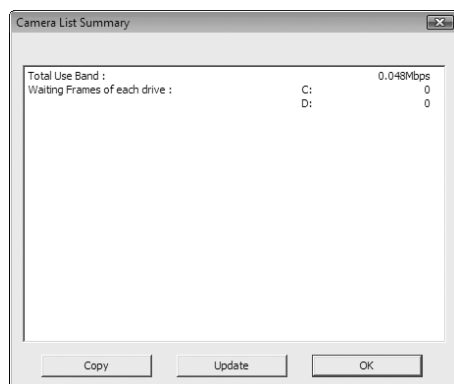 Camera List Summary
Total Use Band : 0.048Mbps
Waiting Frames of each drive : C: 0
D: 0
Copy Update OK